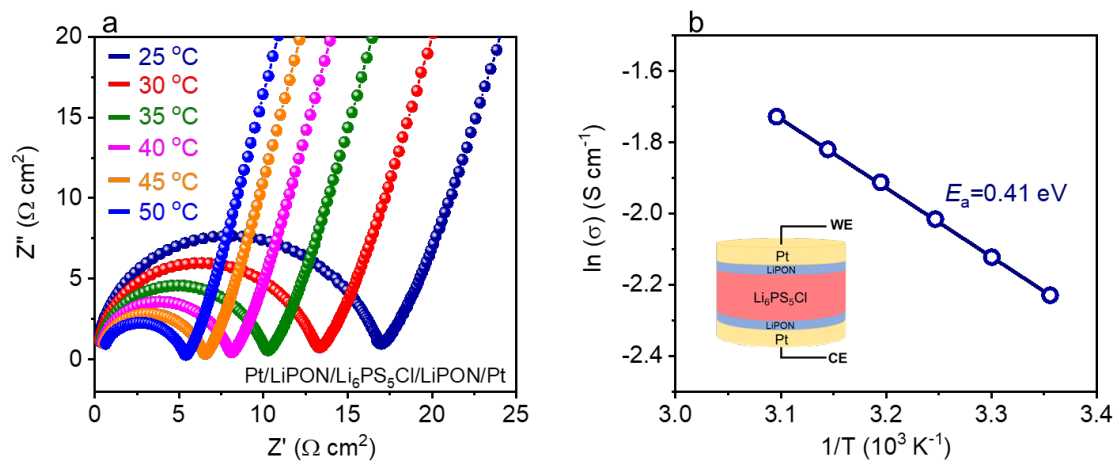 a
20
15
10
5
0
Z" (Ω cm²)
25 °C
30 °C
35 °C
40 °C
45 °C
50 °C
Pt/LiPON/Li₆PS₅Cl/LiPON/Pt
0 5 10 15 20 25
Z' (Ω cm²)
b
-1.6
-1.8
-2.0
-2.2
-2.4
ln (σ) (S cm⁻¹)
Eₐ=0.41 eV
WE
Pt
LiPON
Li₆PS₅Cl
LiPON
Pt
CE
3.0 3.1 3.2 3.3 3.4
1/T (10³ K⁻¹)